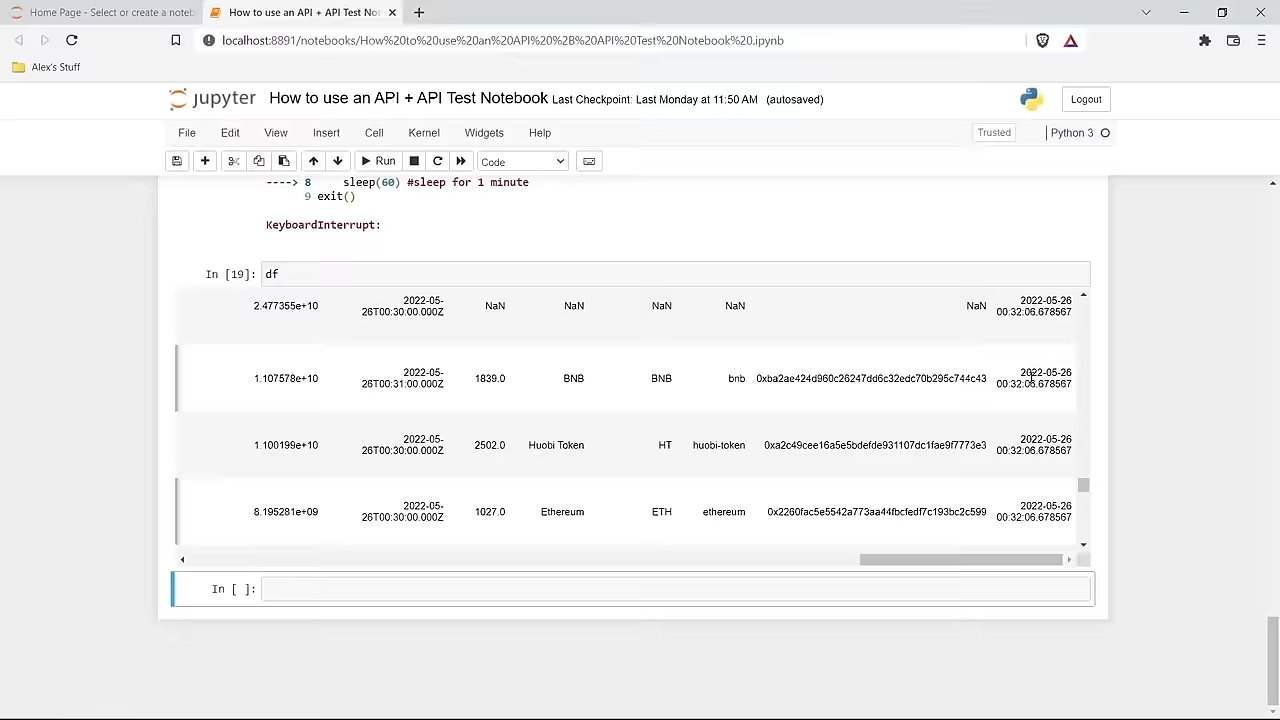 Home Page - Select or create a noteb
How to use an API + API Test No
localhost:8891/notebooks/How%20to%20use%20an%20API%20%2B%20API%20Test%20Notebook%20.ipynb
Alex's Stuff
jupyter How to use an API + API Test Notebook Last Checkpoint: Last Monday at 11:50 AM (autosaved)
Logout
File Edit View Insert Cell Kernel Widgets Help
Trusted
Python 3
Run
Code
----> 8 sleep(60) #sleep for 1 minute
9 exit()
KeyboardInterrupt:
In [19]: df
2.477355e+10 2022-05-26T00:30:00.000Z NaN NaN NaN NaN NaN 2022-05-26 00:32:06.678567
1.107578e+10 2022-05-26T00:31:00.000Z 1839.0 BNB BNB bnb 0xba2ae424d960c26247dd6c32edc70b295c744c43 2022-05-26 00:32:06.678567
1.100199e+10 2022-05-26T00:30:00.000Z 2502.0 Huobi Token HT huobi-token 0xa2c49cee16a5e5bdefde931107dc1fae9f7773e3 2022-05-26 00:32:06.678567
8.195281e+09 2022-05-26T00:30:00.000Z 1027.0 Ethereum ETH ethereum 0x2260fac5e5542a773aa44fbcfedf7c193bc2c599 2022-05-26 00:32:06.678567
In [ ]: